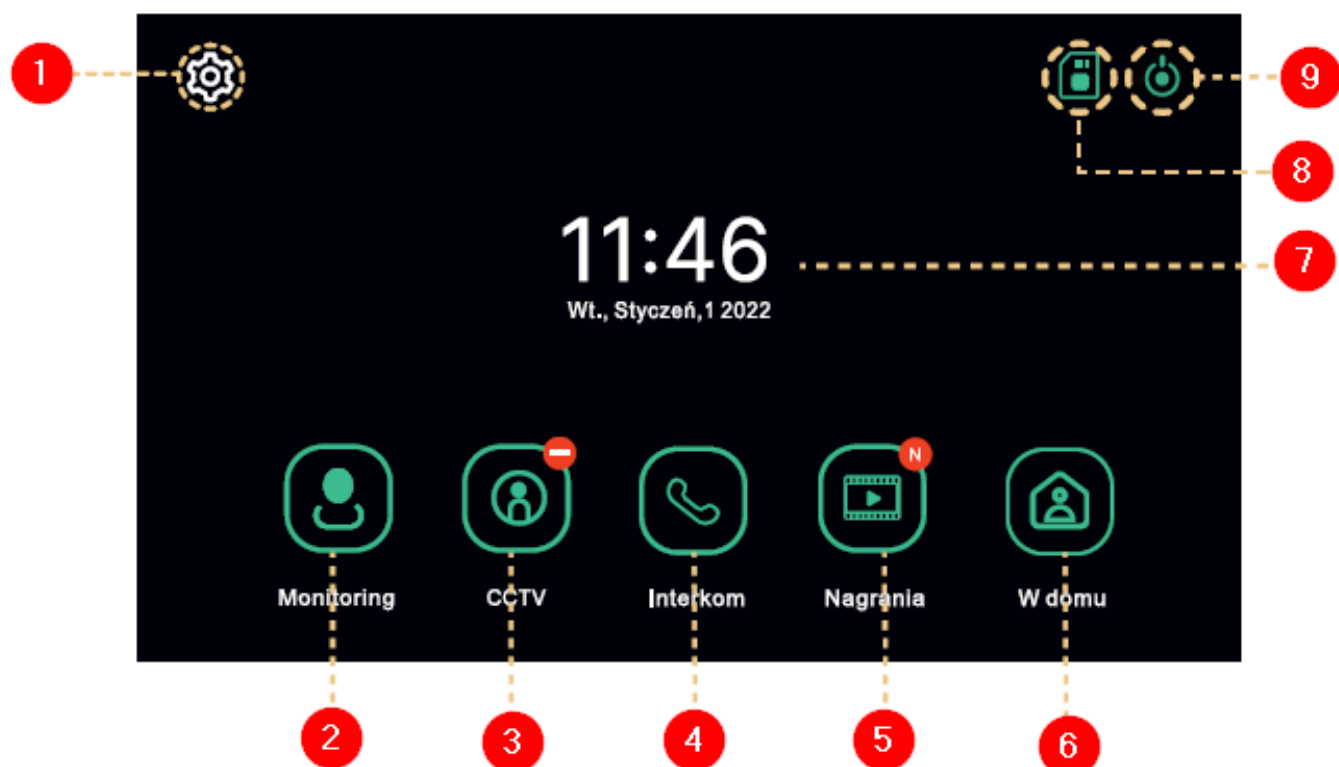 1
9
8
11:46
7
Wt., Styczeń,1 2022
N
Monitoring
CCTV
Interkom
Nagrania
W domu
2
3
4
5
6